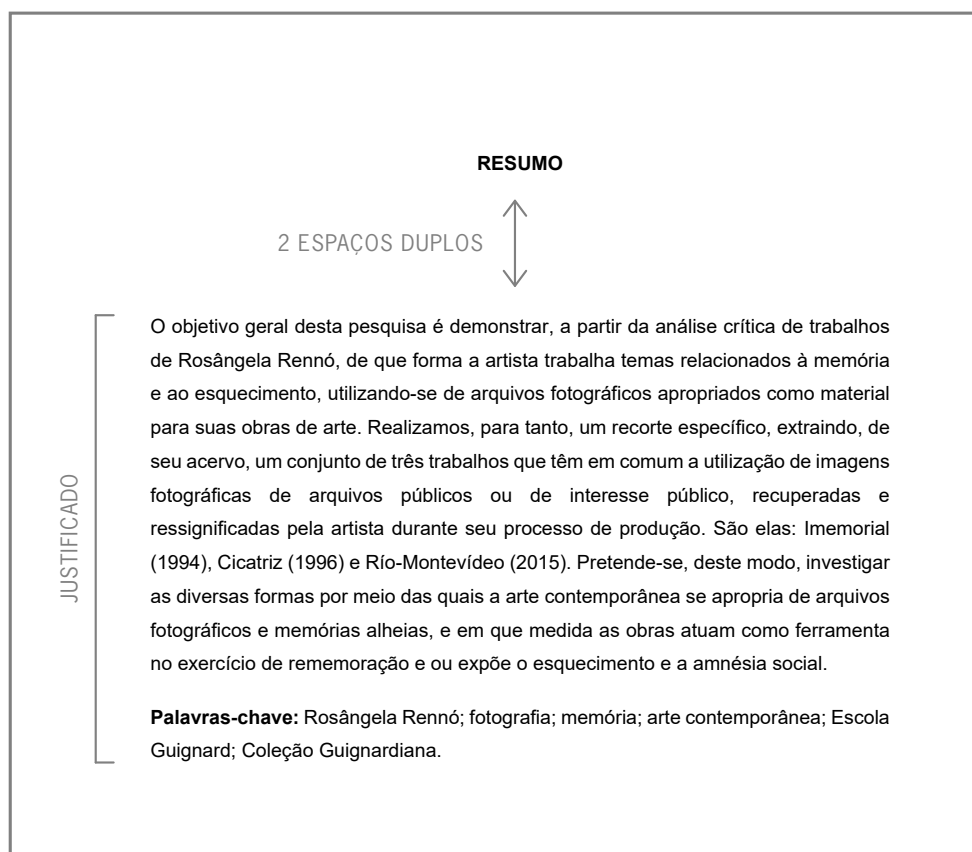 RESUMO
2 ESPAÇOS DUPLOS
JUSTIFICADO
O objetivo geral desta pesquisa é demonstrar, a partir da análise crítica de trabalhos
de Rosângela Rennó, de que forma a artista trabalha temas relacionados à memória
e ao esquecimento, utilizando-se de arquivos fotográficos apropriados como material
para suas obras de arte. Realizamos, para tanto, um recorte específico, extraindo, de
seu acervo, um conjunto de três trabalhos que têm em comum a utilização de imagens
fotográficas de arquivos públicos ou de interesse público, recuperadas e
ressignificadas pela artista durante seu processo de produção. São elas: Imemorial
(1994), Cicatriz (1996) e Río-Montevídeo (2015). Pretende-se, deste modo, investigar
as diversas formas por meio das quais a arte contemporânea se apropria de arquivos
fotográficos e memórias alheias, e em que medida as obras atuam como ferramenta
no exercício de rememoração e ou expõe o esquecimento e a amnésia social.
Palavras-chave: Rosângela Rennó; fotografia; memória; arte contemporânea; Escola
Guignard; Coleção Guignardiana.